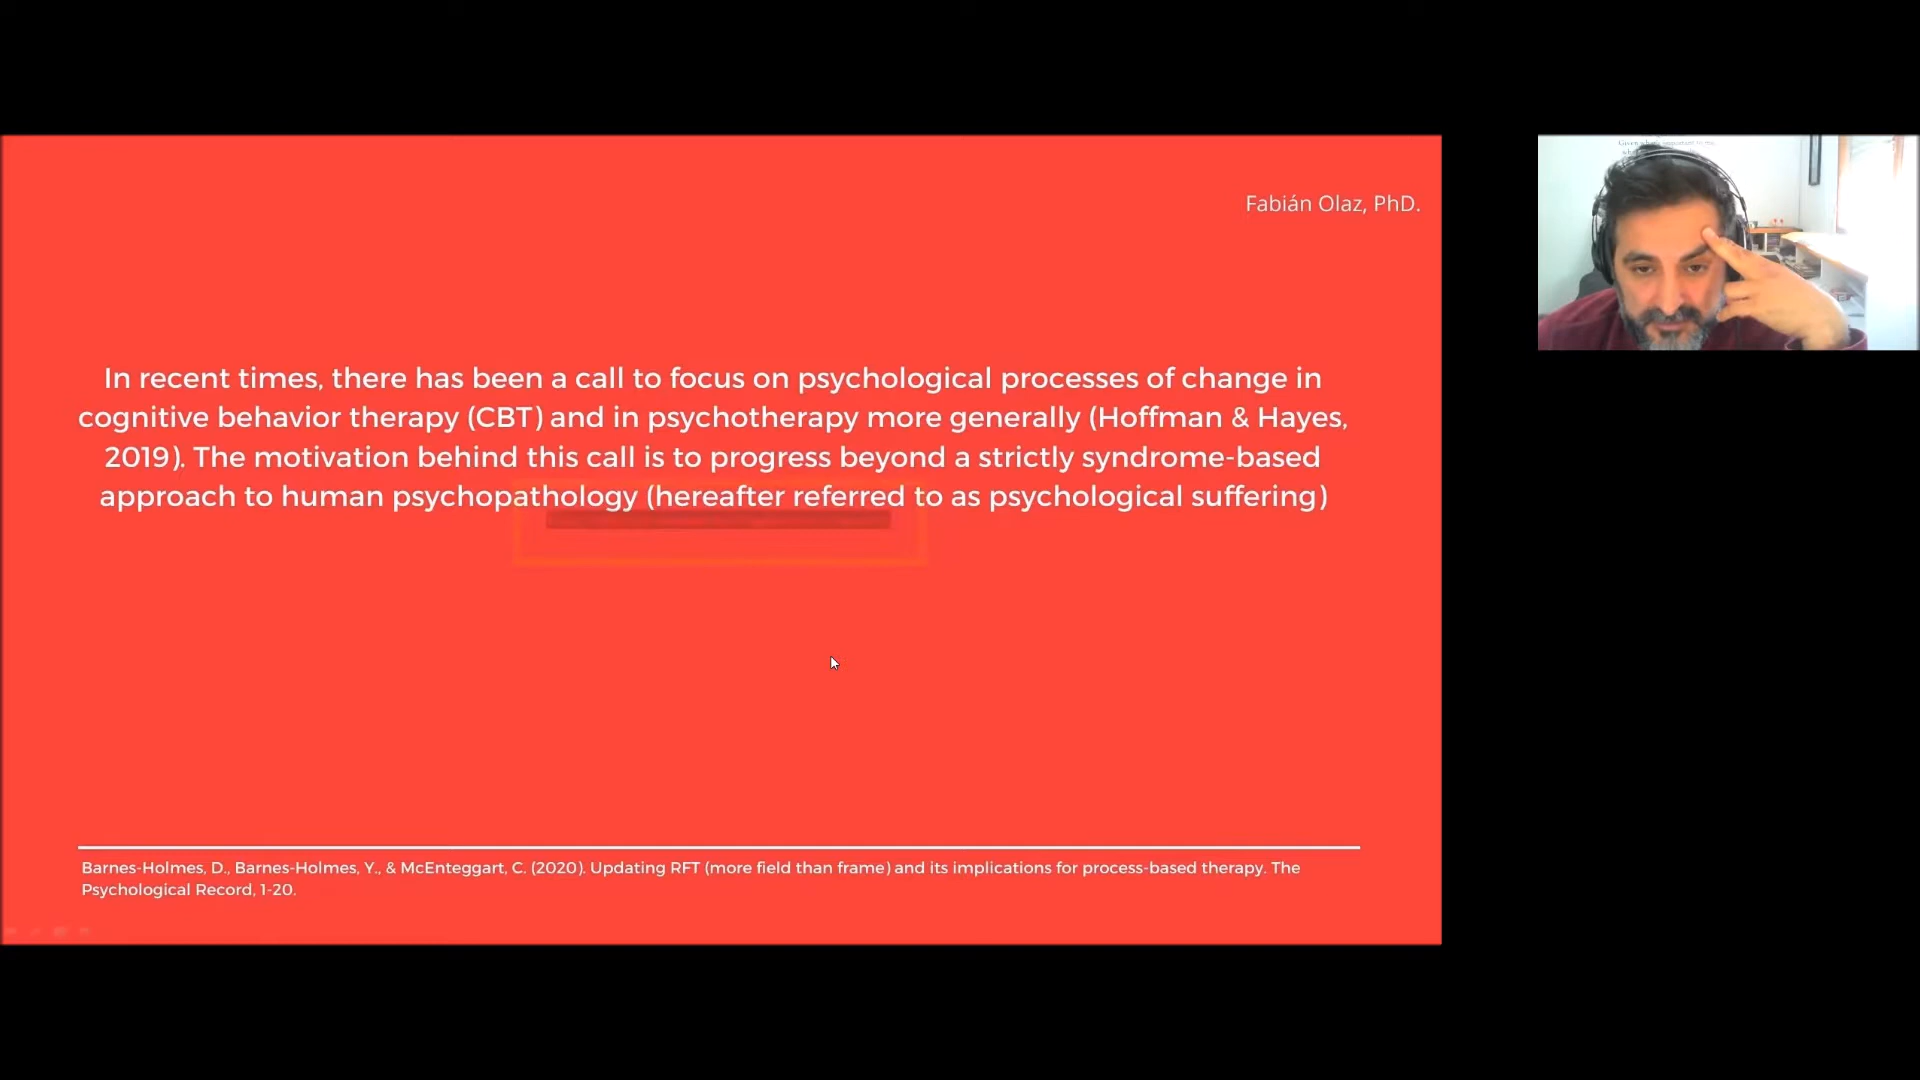 Fabián Olaz, PhD.
In recent times, there has been a call to focus on psychological processes of change in
cognitive behavior therapy (CBT) and in psychotherapy more generally (Hoffman & Hayes,
2019). The motivation behind this call is to progress beyond a strictly syndrome-based
approach to human psychopathology (hereafter referred to as psychological suffering)
Barnes-Holmes, D., Barnes-Holmes, Y., & McEnteggart, C. (2020). Updating RFT (more field than frame) and its implications for process-based therapy. The
Psychological Record, 1-20.